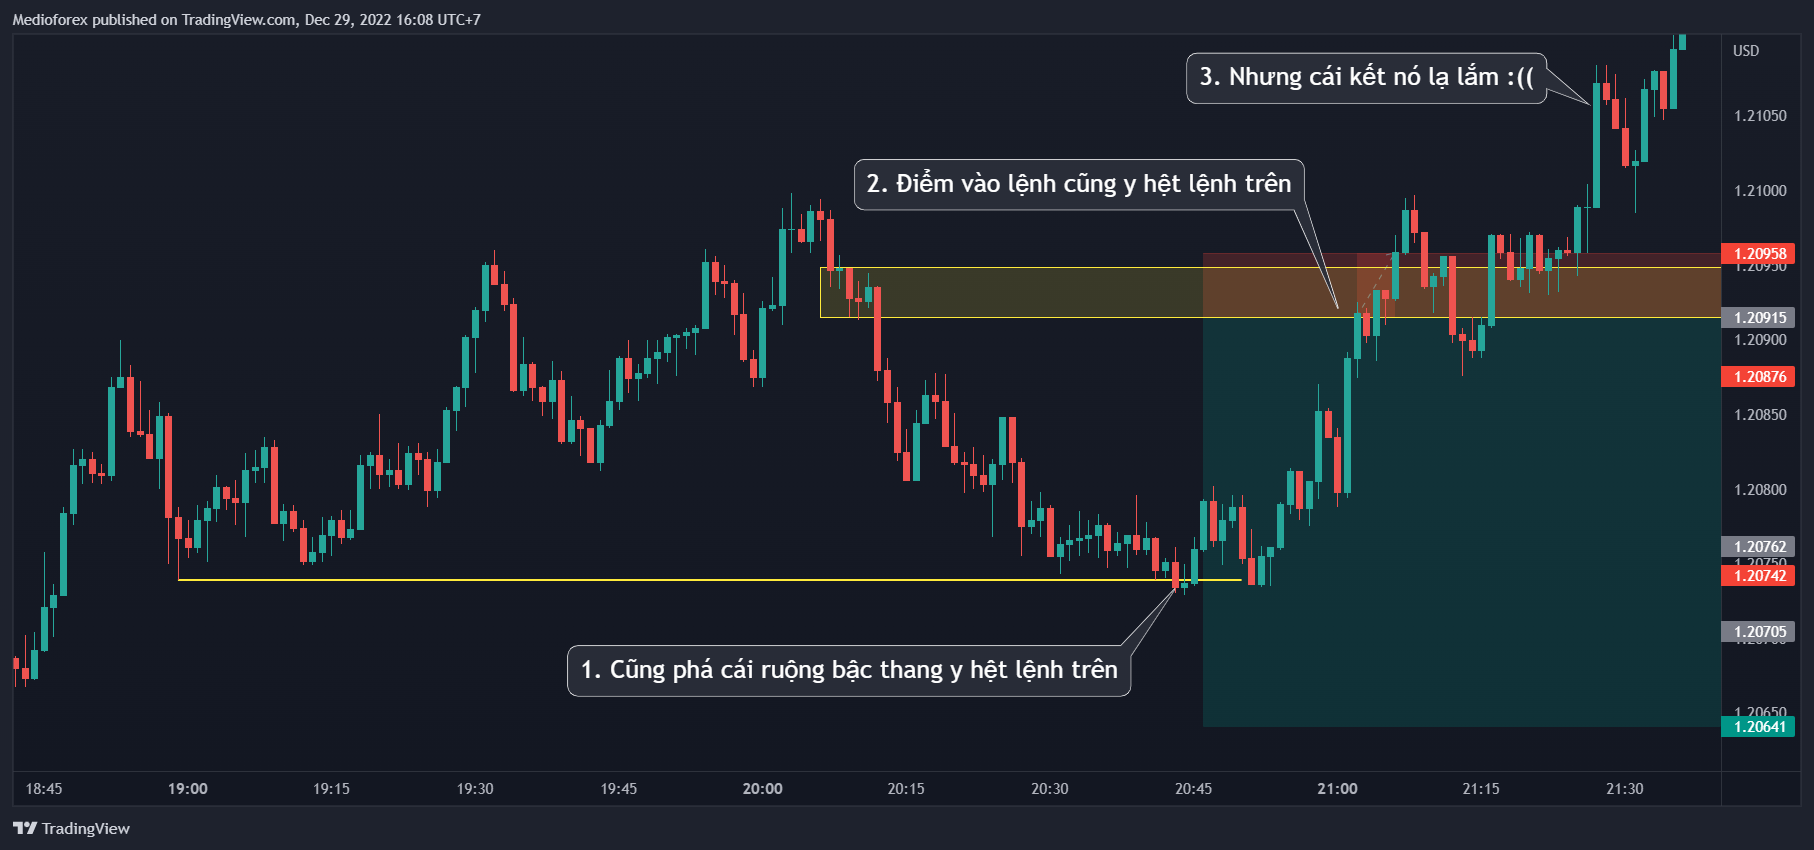 Medioforex published on TradingView.com, Dec 29, 2022 16:08 UTC+7
USD
3. Nhưng cái kết nó lạ lắm :((
1.21050
2. Điểm vào lệnh cũng y hệt lệnh trên
1.21000
1.20958
1.20950
1.20915
1.20900
1.20876
1.20850
1.20800
1.20762
1.20750
1.20742
1.20705
1. Cũng phá cái ruộng bậc thang y hệt lệnh trên
1.20650
1.20641
18:45 19:00 19:15 19:30 19:45 20:00 20:15 20:30 20:45 21:00 21:15 21:30
TradingView